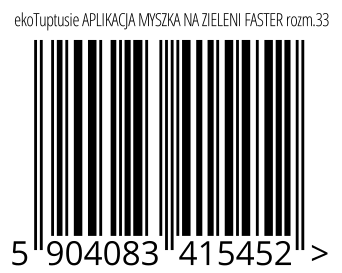 ekoTuptusie APLIKACJA MYSZKA NA ZIELENI FASTER rozm.33
5 904083 415452 >